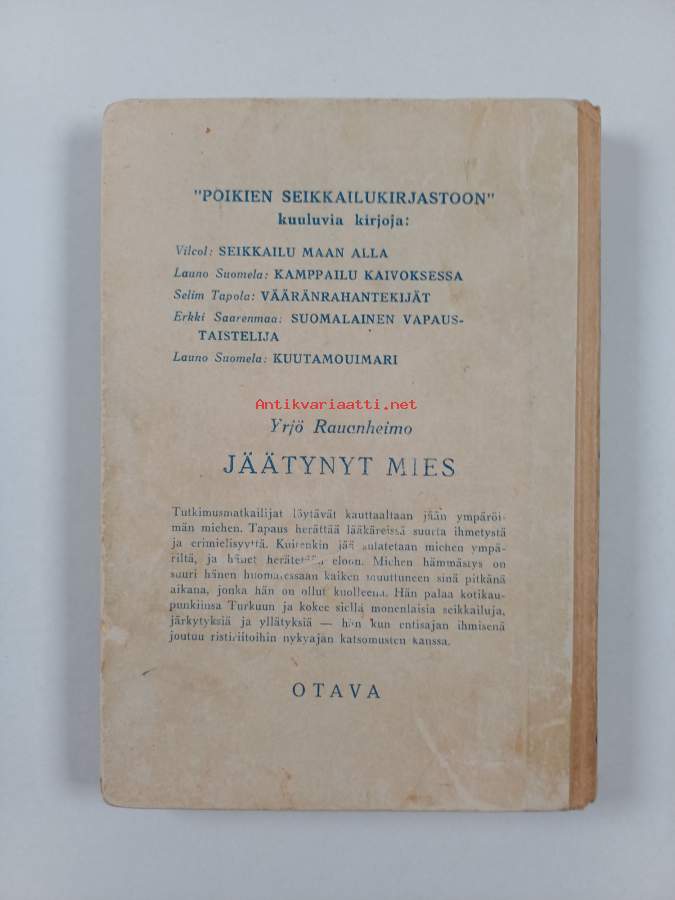 "POIKIEN SEIKKAILUKIRJASTOON"
kuuluvia kirjoja:
Vilcol: SEIKKAILU MAAN ALLA
Launo Suomela: KAMPPAILU KAIVOKSESSA
Selim Tapola: VÄÄRÄNRAHANTEKIJÄT
Erkki Saarenmaa: SUOMALAINEN VAPAUS-
TAISTELIJA
Launo Suomela: KUUTAMOUIMARI
Antikvariaatti.net
Yrjö Rauanheimo
JÄÄTYNYT MIES
Tutkimusmatkailijat löytävät kauttaaltaan jään ympäröi-
män miehen. Tapaus herättää lääkäreissä suurta ihmetystä
ja erimielisyyttä. Kuitenkin jää sulatetaan miehen ympä-
riltä, ja hänet herätetään eloon. Miehen hämmästys on
suuri hänen huomatessaan kaiken muuttuneen sinä pitkänä
aikana, jonka hän on ollut kuolleena. Hän palaa kotikau-
punkiinsa Turkuun ja kokee siellä monenlaisia seikkailuja,
järkytyksiä ja yllätyksiä — hän kun entisajan ihmisenä
joutuu ristiriitoihin nykyajan katsomusten kanssa.
OTAVA